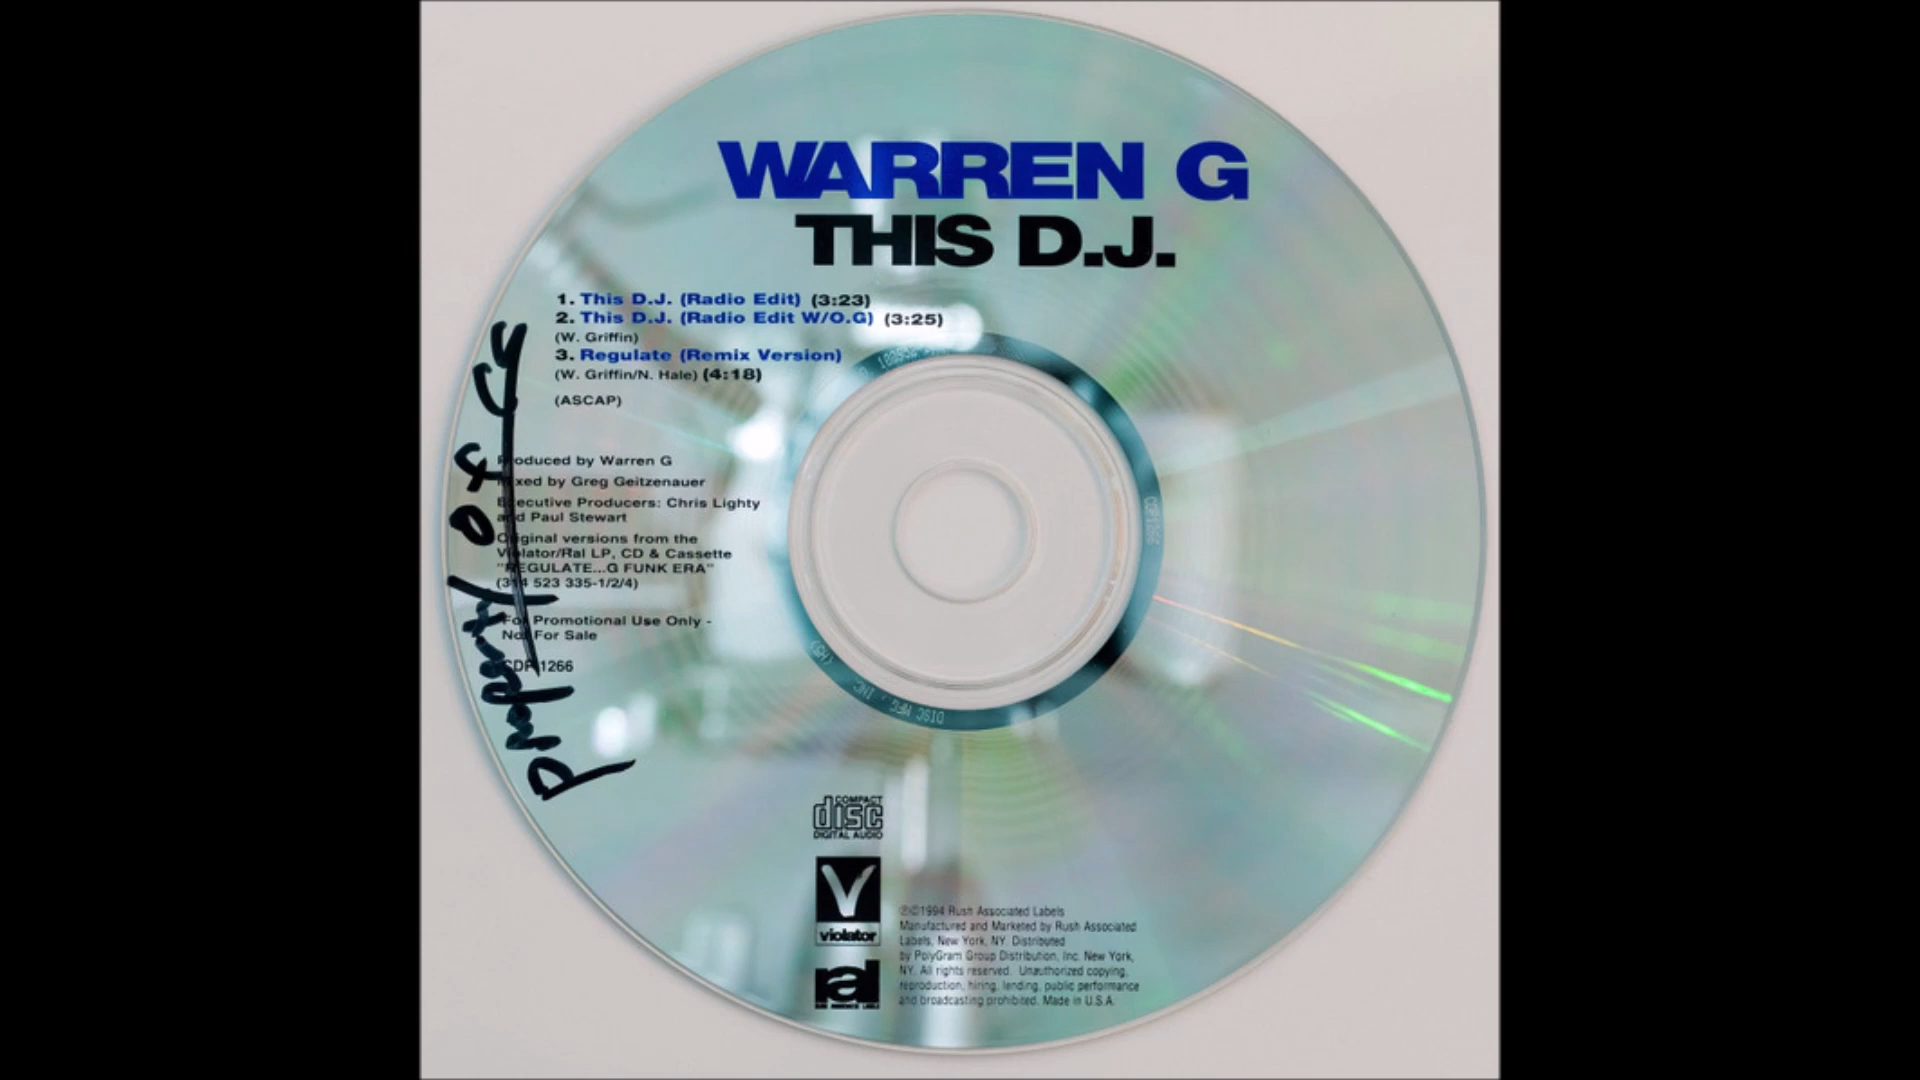 WARREN G
THIS D.J.
1. This D.J. (Radio Edit) (3:23)
2. This D.J. (Radio Edit W/O.G) (3:25)
(W. Griffin)
3. Regulate (Remix Version)
(W. Griffin/N. Hale) (4:18)
(ASCAP)
Produced by Warren G
Mixed by Greg Geitzenauer
Executive Producers: Chris Lighty
and Paul Stewart
Original versions from the
Violator/Ral LP, CD & Cassette
"REGULATE...G FUNK ERA"
(314 523 335-1/2/4)
For Promotional Use Only -
Not For Sale
CDP 1266
Property of
COMPACT
disc
DIGITAL AUDIO
V
violator
ral
℗©1994 Rush Associated Labels
Manufactured and Marketed by Rush Associated
Labels, New York, NY. Distributed
by PolyGram Group Distribution, Inc. New York,
NY. All rights reserved. Unauthorized copying,
reproduction, hiring, lending, public performance
and broadcasting prohibited. Made in U.S.A.
CDP1266
DISC MFG., INC.